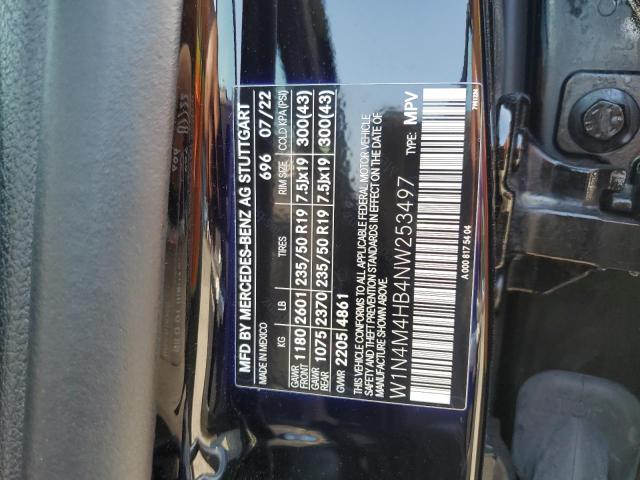 MFD BY MERCEDES-BENZ AG STUTTGART
MADE IN MEXICO 696 07/22
KG LB TIRES RIM SIZE COLD KPA(PSI)
GAWR FRONT 1180 2601 235/50 R19 7.5Jx19 300(43)
GAWR REAR 1075 2370 235/50 R19 7.5Jx19 300(43)
GVWR 2205 4861
THIS VEHICLE CONFORMS TO ALL APPLICABLE FEDERAL MOTOR VEHICLE
SAFETY AND THEFT PREVENTION STANDARDS IN EFFECT ON THE DATE OF
MANUFACTURE.
W1N4M4HB4NW253497 TYPE: MPV
A 000 817 54 04